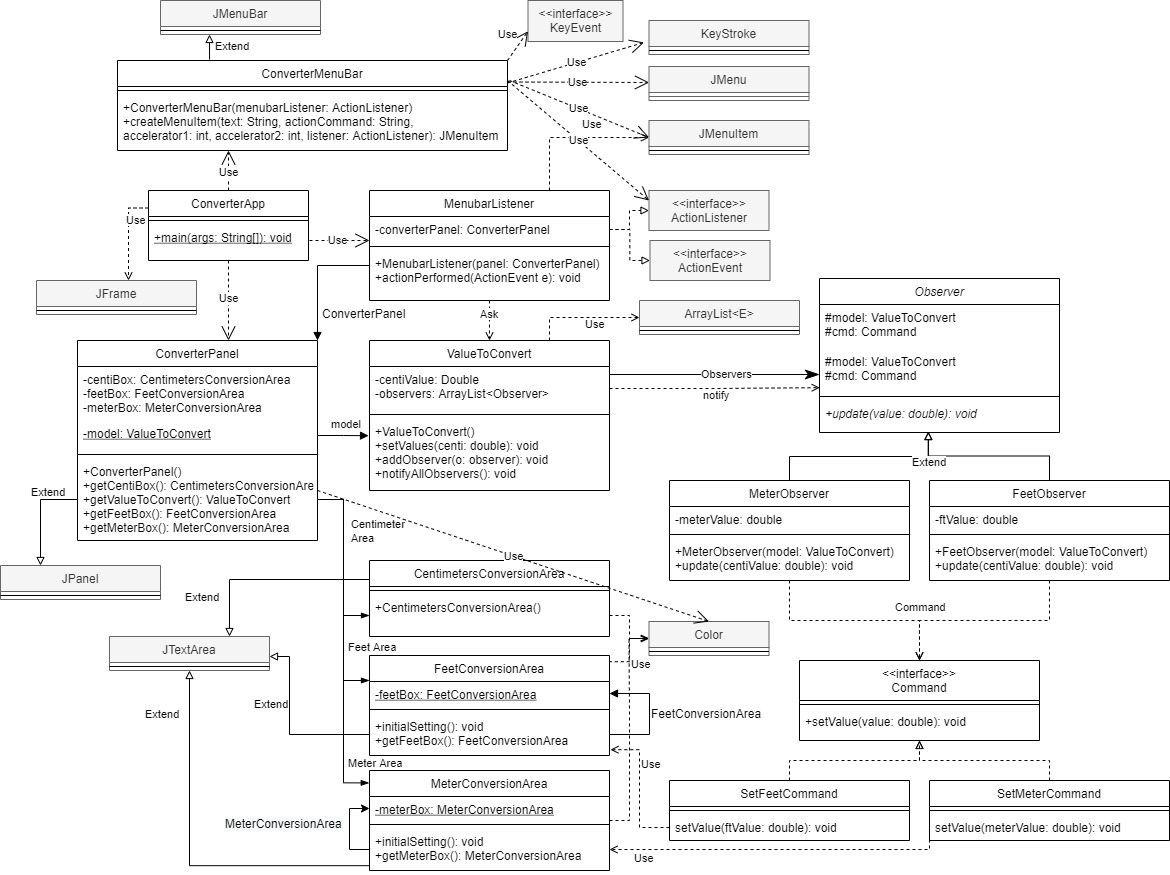 JMenuBar
Extend
<<interface>>
KeyEvent
Use
KeyStroke
Use
JMenu
Use
Use
Use
JMenuItem
Use
ConverterMenuBar
+ConverterMenuBar(menubarListener: ActionListener)
+createMenuItem(text: String, actionCommand: String,
accelerator1: int, accelerator2: int, listener: ActionListener): JMenuItem
Use
ConverterApp
+main(args: String[]): void
Use
Use
JFrame
Use
MenubarListener
-converterPanel: ConverterPanel
+MenubarListener(panel: ConverterPanel)
+actionPerformed(ActionEvent e): void
<<interface>>
ActionListener
<<interface>>
ActionEvent
ConverterPanel
Ask
Use
ArrayList<E>
Observer
#model: ValueToConvert
#cmd: Command
#model: ValueToConvert
#cmd: Command
+update(value: double): void
ConverterPanel
-centiBox: CentimetersConversionArea
-feetBox: FeetConversionArea
-meterBox: MeterConversionArea
-model: ValueToConvert
+ConverterPanel()
+getCentiBox(): CentimetersConversionAre
+getValueToConvert(): ValueToConvert
+getFeetBox(): FeetConversionArea
+getMeterBox(): MeterConversionArea
model
ValueToConvert
-centiValue: Double
-observers: ArrayList<Observer>
+ValueToConvert()
+setValues(centi: double): void
+addObserver(o: observer): void
+notifyAllObservers(): void
Observers
notify
Extend
MeterObserver
-meterValue: double
+MeterObserver(model: ValueToConvert)
+update(centiValue: double): void
FeetObserver
-ftValue: double
+FeetObserver(model: ValueToConvert)
+update(centiValue: double): void
Extend
JPanel
Centimeter
Area
Use
CentimetersConversionArea
+CentimetersConversionArea()
Extend
JTextArea
Command
Color
Use
Feet Area
FeetConversionArea
-feetBox: FeetConversionArea
+initialSetting(): void
+getFeetBox(): FeetConversionArea
FeetConversionArea
Extend
Extend
<<interface>>
Command
+setValue(value: double): void
Meter Area
MeterConversionArea
-meterBox: MeterConversionArea
+initialSetting(): void
+getMeterBox(): MeterConversionArea
MeterConversionArea
Use
SetFeetCommand
setValue(ftValue: double): void
SetMeterCommand
setValue(meterValue: double): void
Use